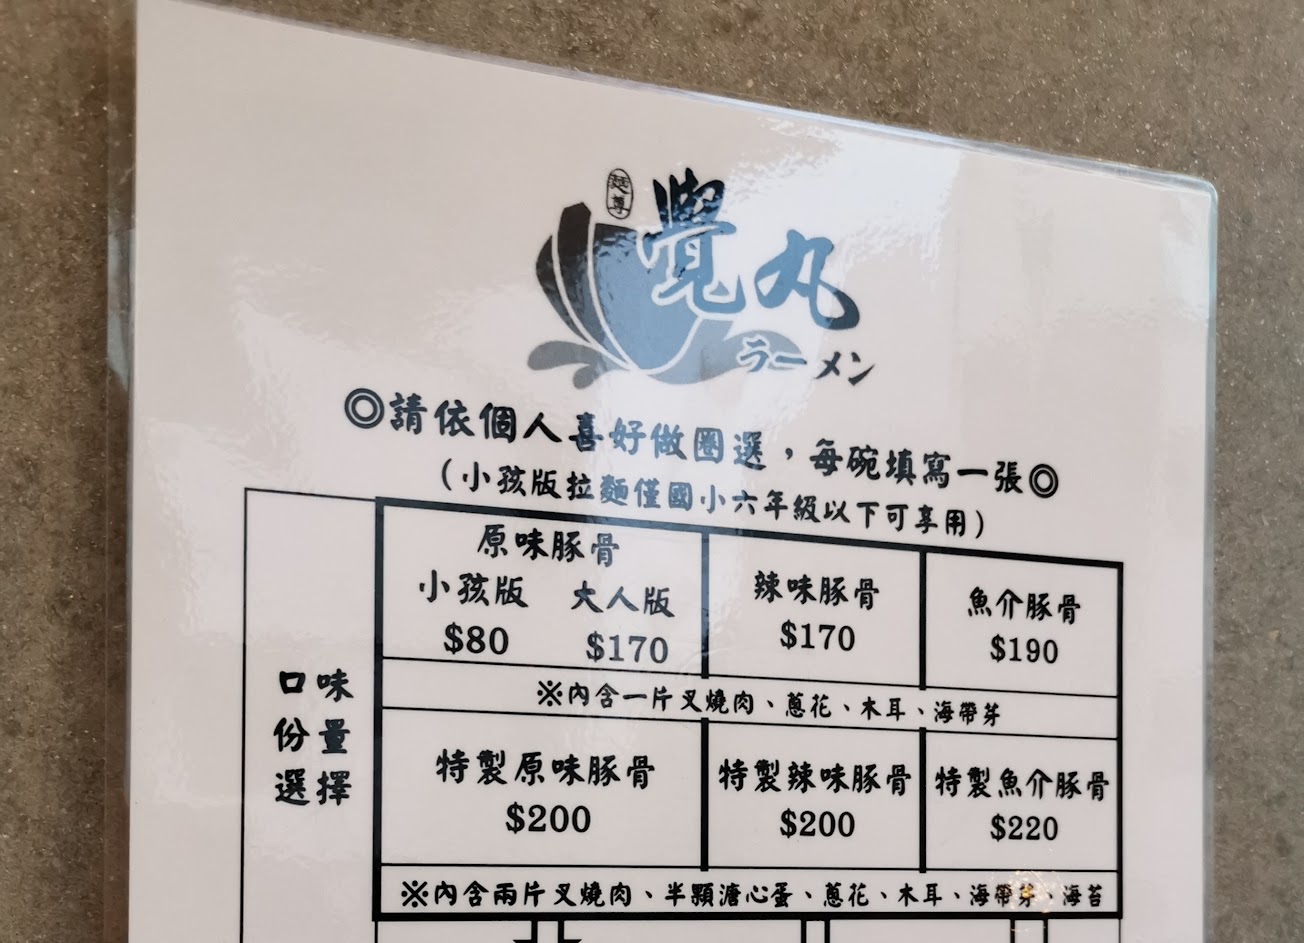 延尊
覺丸
ラーメン
◎請依個人喜好做圈選，每碗填寫一張◎
（小孩版拉麵僅國小六年級以下可享用）
口味
份量
選擇
原味豚骨
小孩版 大人版
$80 $170
辣味豚骨
$170
魚介豚骨
$190
※內含一片叉燒肉、蔥花、木耳、海帶芽
特製原味豚骨
$200
特製辣味豚骨
$200
特製魚介豚骨
$220
※內含兩片叉燒肉、半顆溏心蛋、蔥花、木耳、海帶芽、海苔